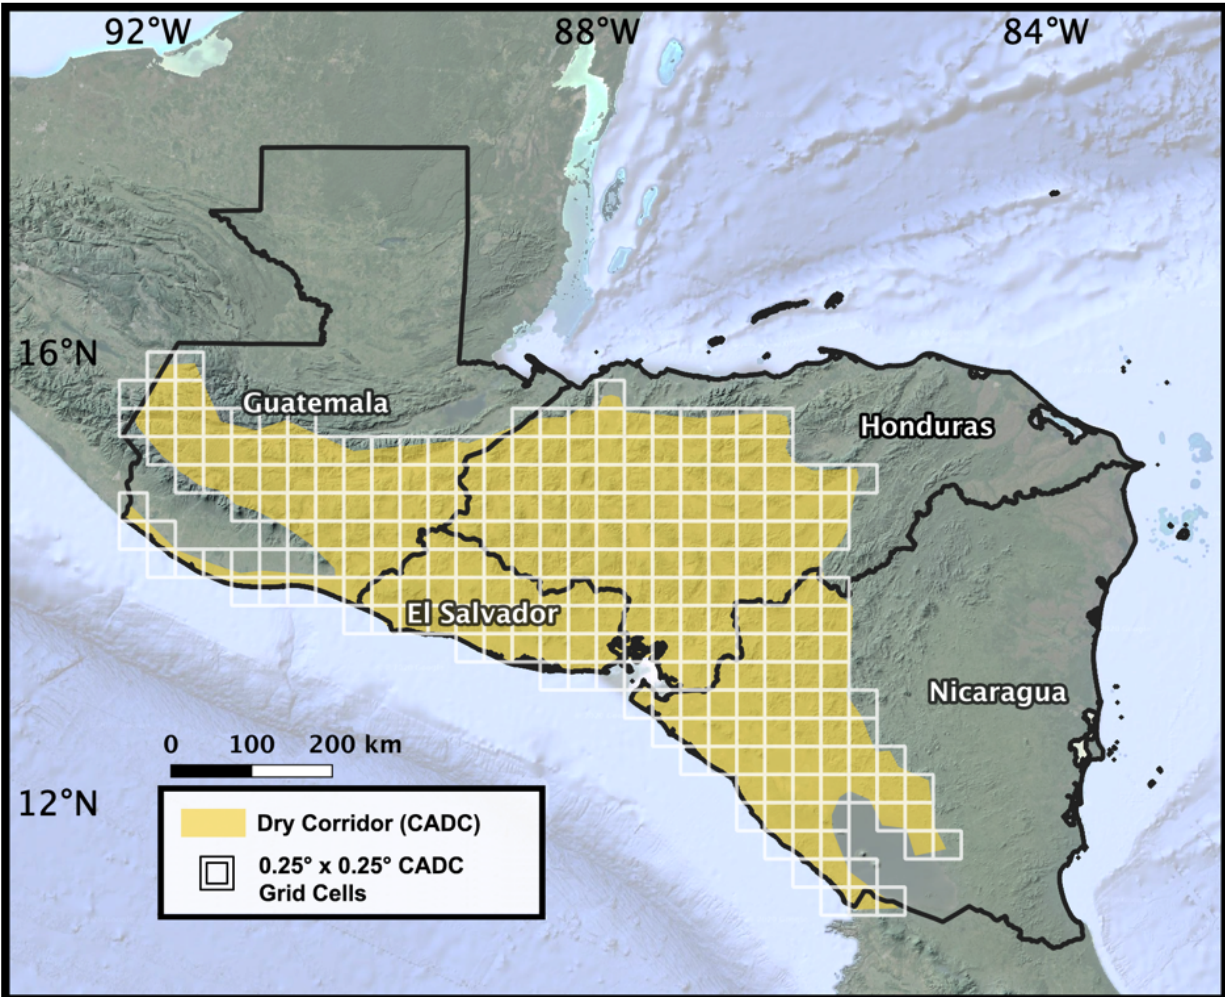 92°W 88°W 84°W
16°N
Guatemala
Honduras
El Salvador
Nicaragua
0 100 200 km
12°N
Dry Corridor (CADC)
0.25° x 0.25° CADC
Grid Cells